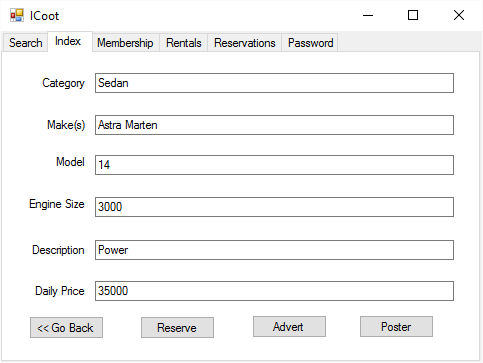 ICoot
Search Index Membership Rentals Reservations Password
Category Sedan
Make(s) Astra Marten
Model 14
Engine Size 3000
Description Power
Daily Price 35000
<< Go Back Reserve Advert Poster